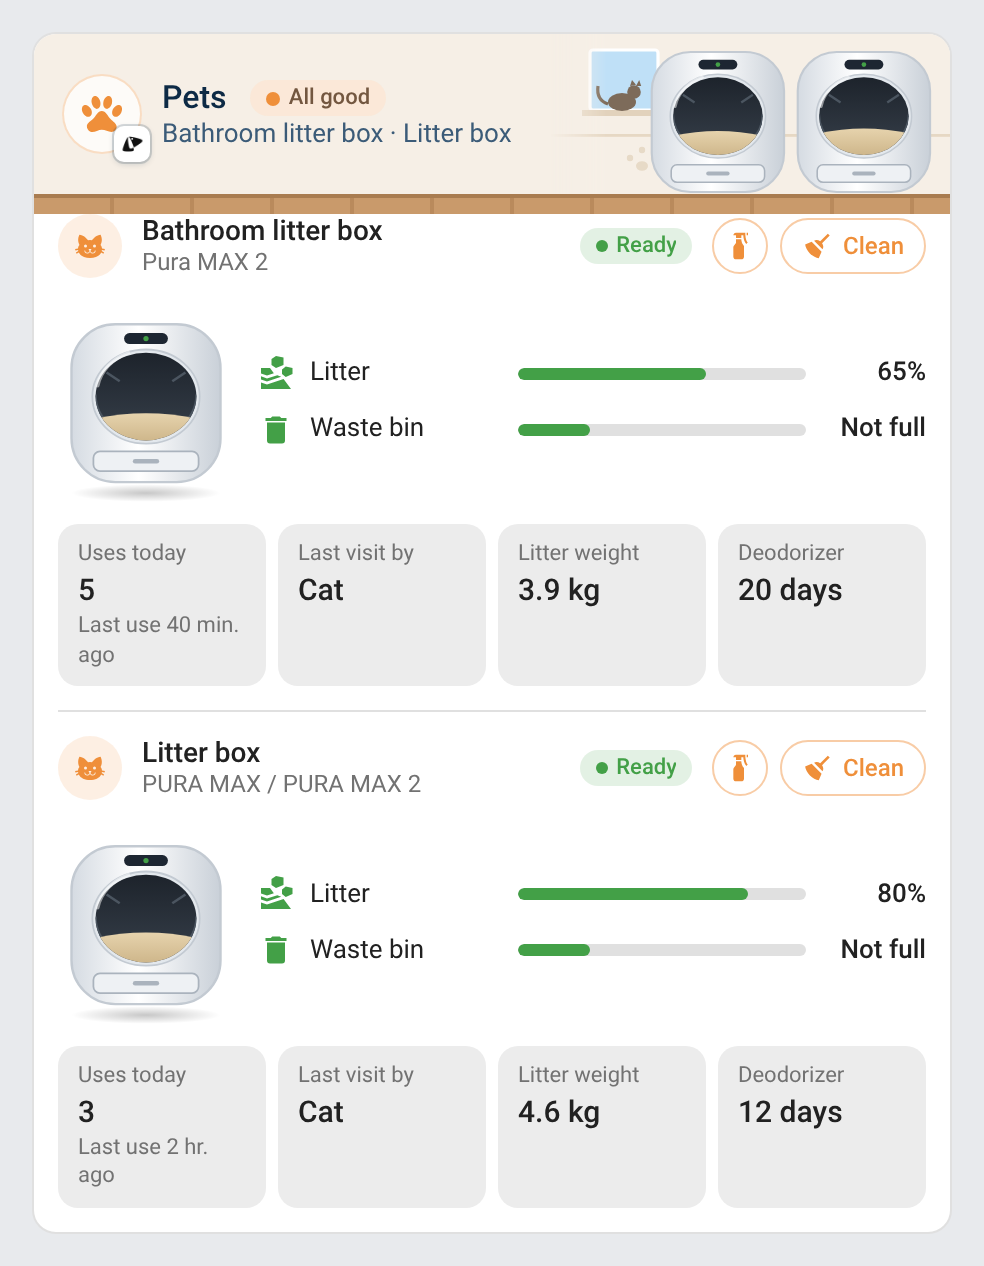 Pets
All good
Bathroom litter box · Litter box
Bathroom litter box
Pura MAX 2
Ready
Clean
Litter
65%
Waste bin
Not full
Uses today
5
Last use 40 min.
ago
Last visit by
Cat
Litter weight
3.9 kg
Deodorizer
20 days
Litter box
PURA MAX / PURA MAX 2
Ready
Clean
Litter
80%
Waste bin
Not full
Uses today
3
Last use 2 hr.
ago
Last visit by
Cat
Litter weight
4.6 kg
Deodorizer
12 days